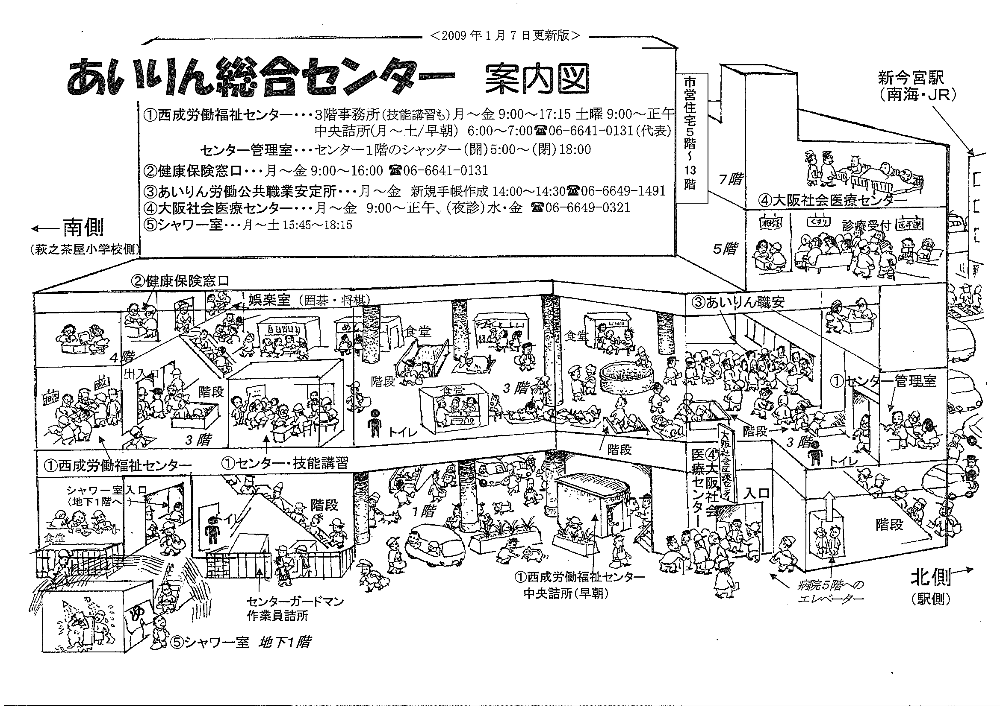 ＜2009年1月7日更新版＞
あいりん総合センター 案内図
①西成労働福祉センター・・・3階事務所(技能講習も)月～金 9:00～17:15 土曜 9:00～正午
中央詰所(月～土/早朝) 6:00～7:00☎06-6641-0131(代表)
センター管理室・・・センター1階のシャッター(開)5:00～(閉)18:00
②健康保険窓口・・・月～金 9:00～16:00 ☎06-6641-0131
③あいりん労働公共職業安定所・・・月～金 新規手帳作成 14:00～14:30☎06-6649-1491
④大阪社会医療センター・・・月～金 9:00～正午、(夜診)水・金 ☎06-6649-0321
⑤シャワー室・・・月～土 15:45～18:15
市営住宅5階～13階
新今宮駅
(南海・JR)
7階
④大阪社会医療センター
相談
くすり
診療受付
5階
←南側
(萩之茶屋小学校側)
②健康保険窓口
娯楽室(囲碁・将棋)
③あいりん職安
めし
食堂
食堂
4階
出入口
階段
階段
食堂
3階
①センター管理室
3階
トイレ
階段
階段
3階
トイレ
①西成労働福祉センター
①センター・技能講習
④大阪社会
医療センター
大阪社会医療センター
入口
シャワー室入口
(地下1階へ)
トイレ
階段
1階
階段
食堂
①西成労働福祉センター
中央詰所(早朝)
病院5階への
エレベーター
北側→
(駅側)
センターガードマン
作業員詰所
ゆ
⑤シャワー室 地下1階